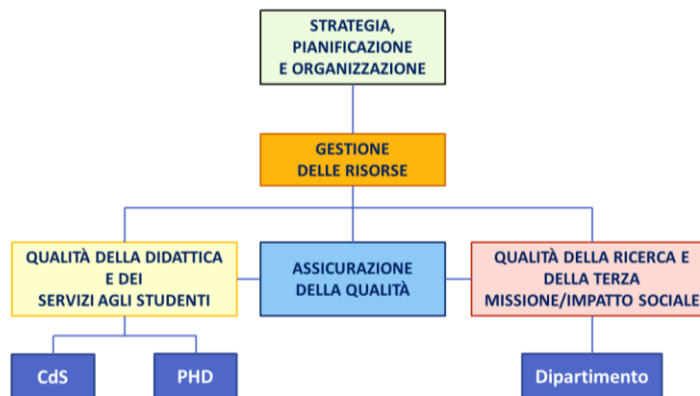 STRATEGIA,
PIANIFICAZIONE
E ORGANIZZAZIONE
GESTIONE
DELLE RISORSE
QUALITÀ DELLA DIDATTICA
E DEI
SERVIZI AGLI STUDENTI
ASSICURAZIONE
DELLA QUALITÀ
QUALITÀ DELLA RICERCA E
DELLA TERZA
MISSIONE/IMPATTO SOCIALE
CdS
PHD
Dipartimento